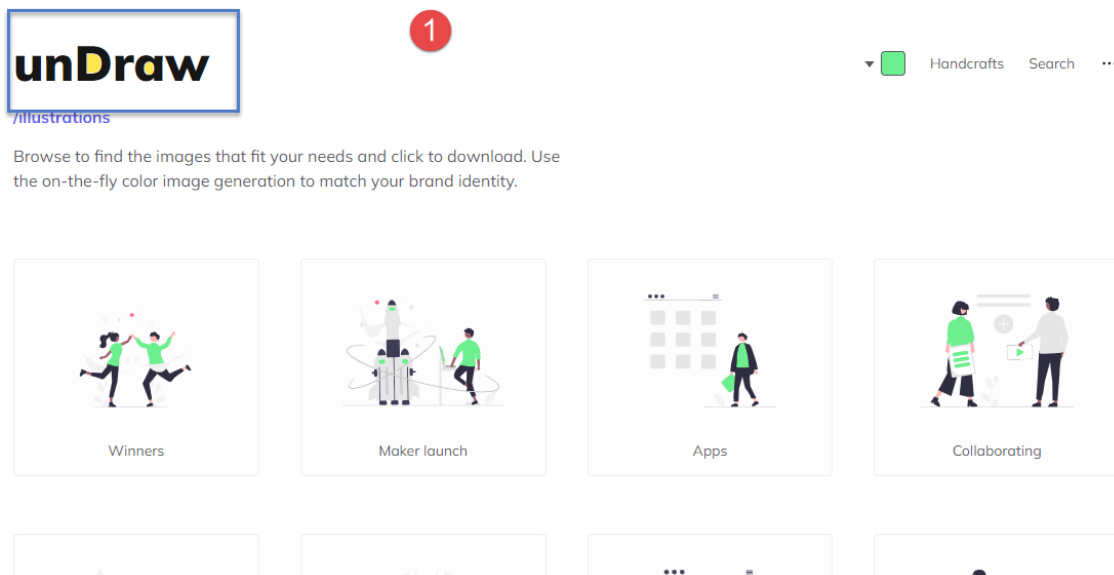 1
unDraw
Handcrafts Search ...
/illustrations
Browse to find the images that fit your needs and click to download. Use
the on-the-fly color image generation to match your brand identity.
Winners
Maker launch
Apps
Collaborating